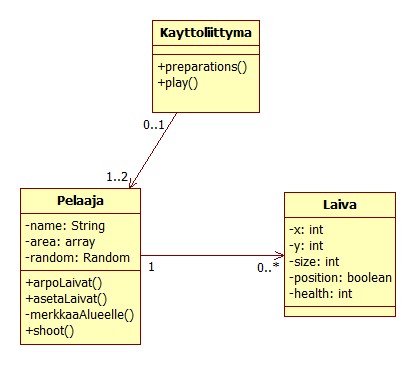 Kayttoliittyma
+preparations()
+play()
0..1
1..2
Pelaaja
-name: String
-area: array
-random: Random
+arpoLaivat()
+asetaLaivat()
-merkkaaAlueelle()
+shoot()
1
0..*
Laiva
-x: int
-y: int
-size: int
-position: boolean
-health: int